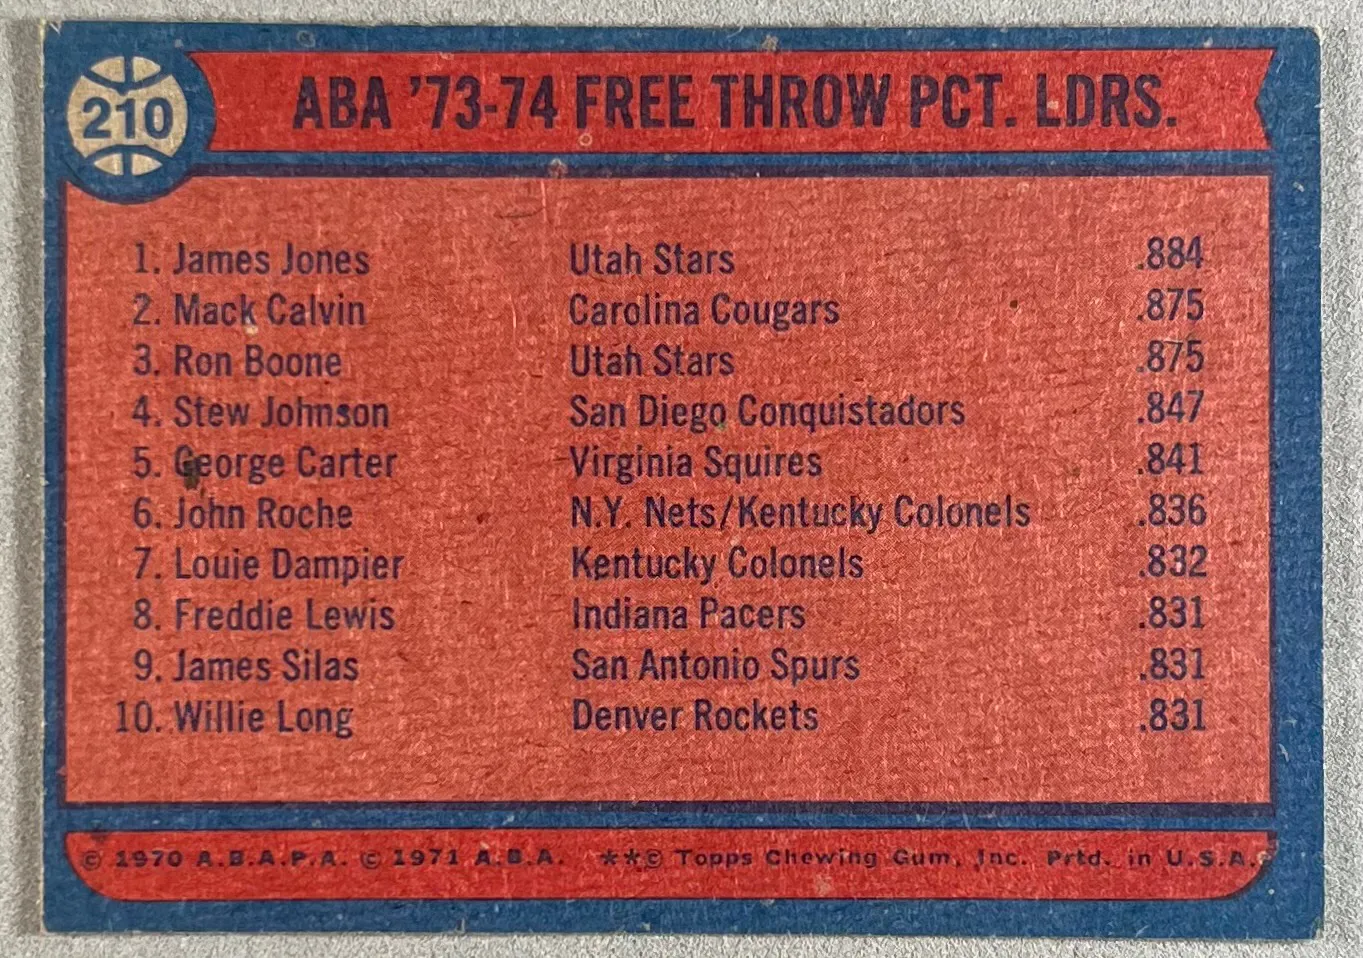 210
ABA '73-74 FREE THROW PCT. LDRS.
1. James Jones Utah Stars .884
2. Mack Calvin Carolina Cougars .875
3. Ron Boone Utah Stars .875
4. Stew Johnson San Diego Conquistadors .847
5. George Carter Virginia Squires .841
6. John Roche N.Y. Nets/Kentucky Colonels .836
7. Louie Dampier Kentucky Colonels .832
8. Freddie Lewis Indiana Pacers .831
9. James Silas San Antonio Spurs .831
10. Willie Long Denver Rockets .831
© 1970 A.B.A.P.A. © 1971 A.B.A. **© Topps Chewing Gum, Inc. Prtd. in U.S.A.